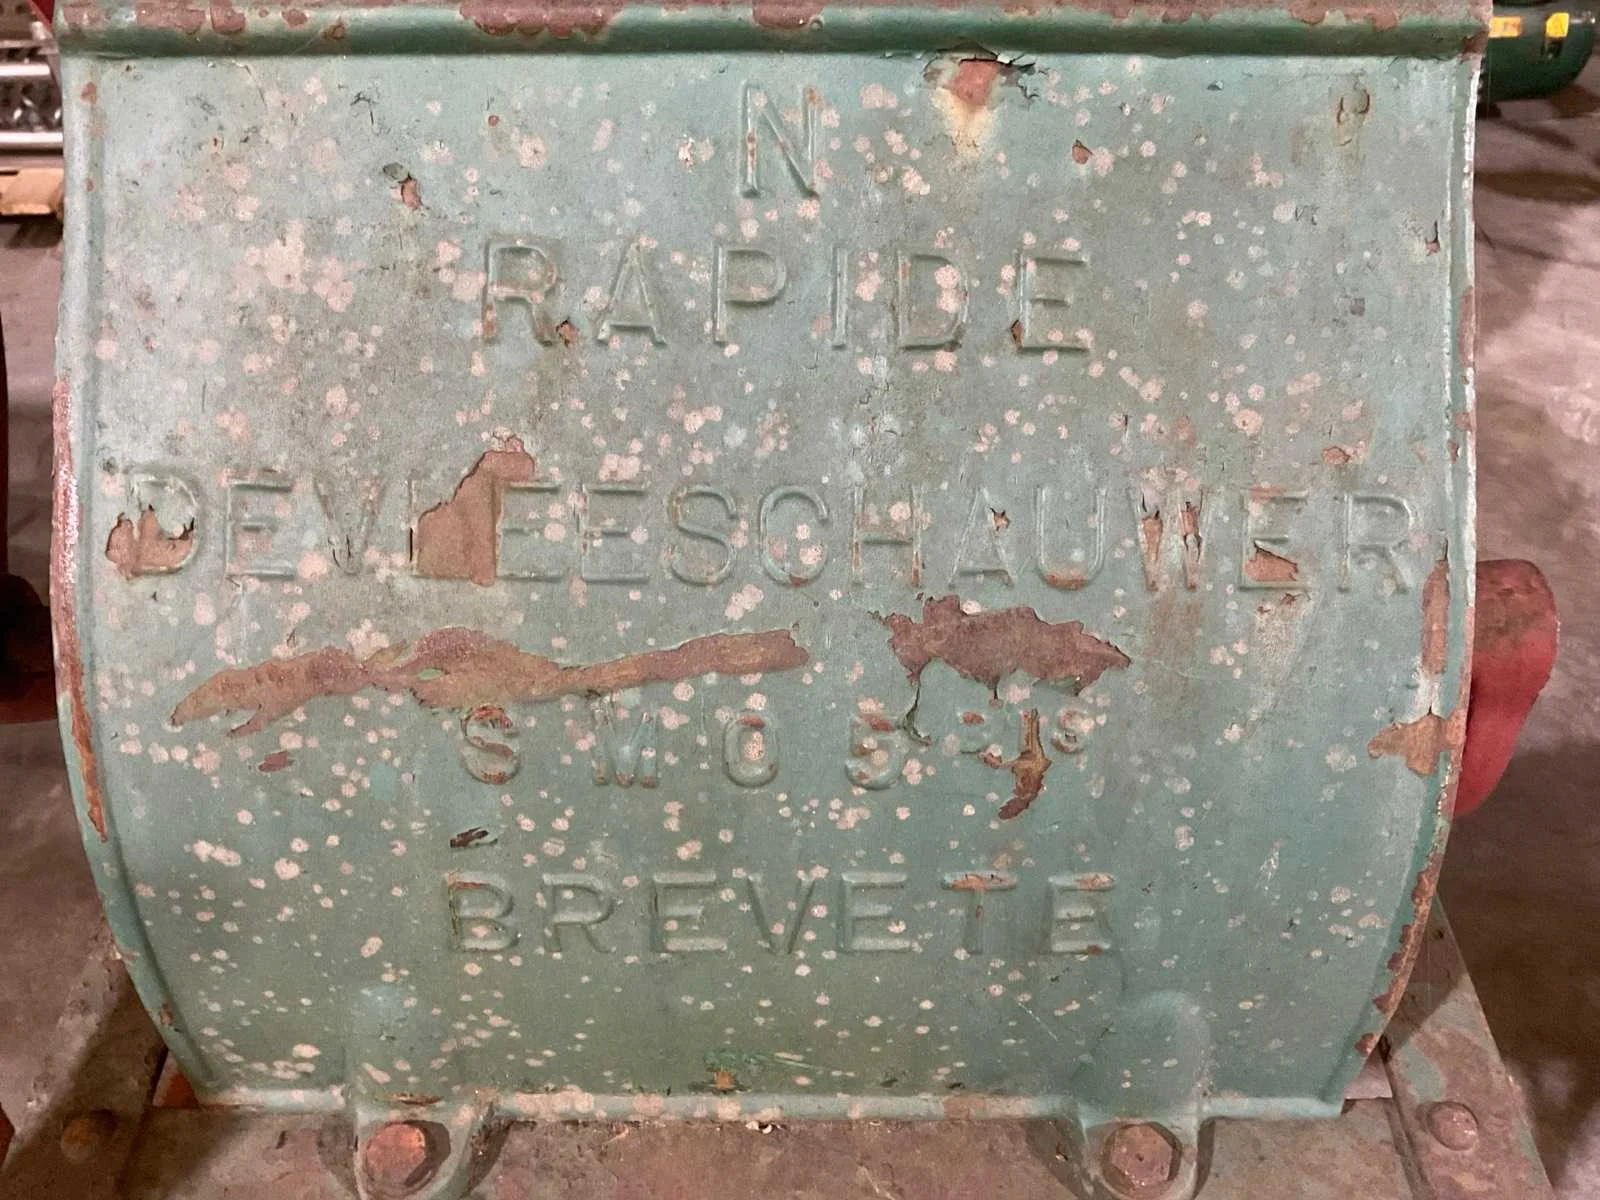 N
RAPIDE
DEVLEESCHAUWER
SMO 5 BIS
BREVETE